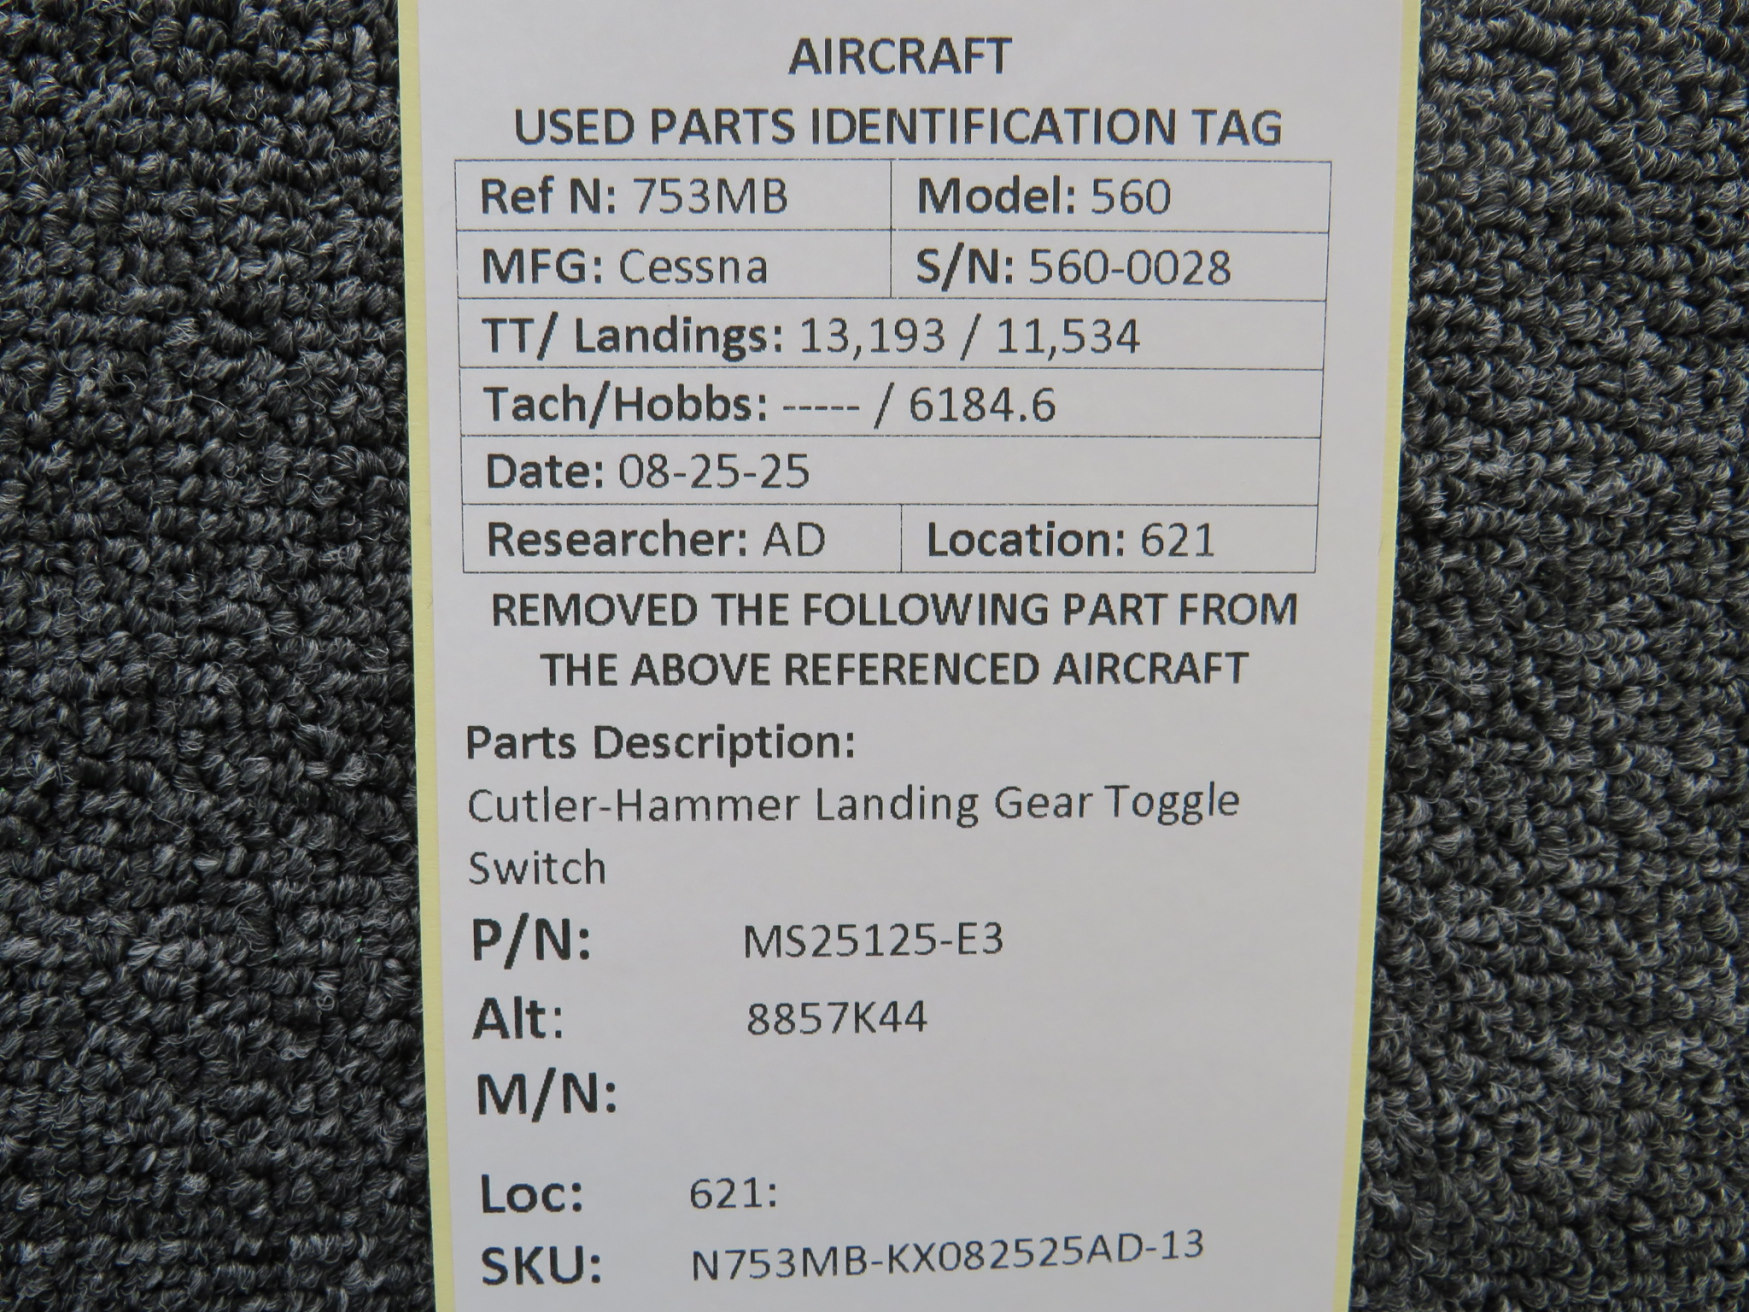 AIRCRAFT
USED PARTS IDENTIFICATION TAG
Ref N: 753MB Model: 560
MFG: Cessna S/N: 560-0028
TT/ Landings: 13,193 / 11,534
Tach/Hobbs: ----- / 6184.6
Date: 08-25-25
Researcher: AD Location: 621
REMOVED THE FOLLOWING PART FROM
THE ABOVE REFERENCED AIRCRAFT
Parts Description:
Cutler-Hammer Landing Gear Toggle
Switch
P/N: MS25125-E3
Alt: 8857K44
M/N:
Loc: 621:
SKU: N753MB-KX082525AD-13